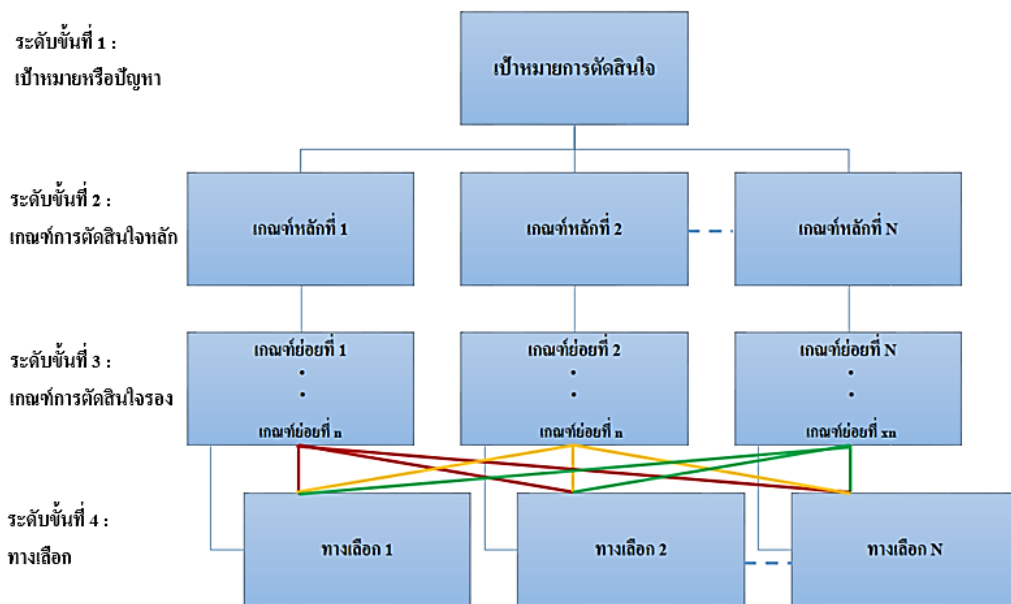 ระดับขั้นที่ 1 :
เป้าหมายหรือปัญหา
เป้าหมายการตัดสินใจ
ระดับขั้นที่ 2 :
เกณฑ์การตัดสินใจหลัก
เกณฑ์หลักที่ 1
เกณฑ์หลักที่ 2
เกณฑ์หลักที่ N
ระดับขั้นที่ 3 :
เกณฑ์การตัดสินใจรอง
เกณฑ์ย่อยที่ 1
เกณฑ์ย่อยที่ n
เกณฑ์ย่อยที่ 2
เกณฑ์ย่อยที่ n
เกณฑ์ย่อยที่ N
เกณฑ์ย่อยที่ xn
ระดับขั้นที่ 4 :
ทางเลือก
ทางเลือก 1
ทางเลือก 2
ทางเลือก N